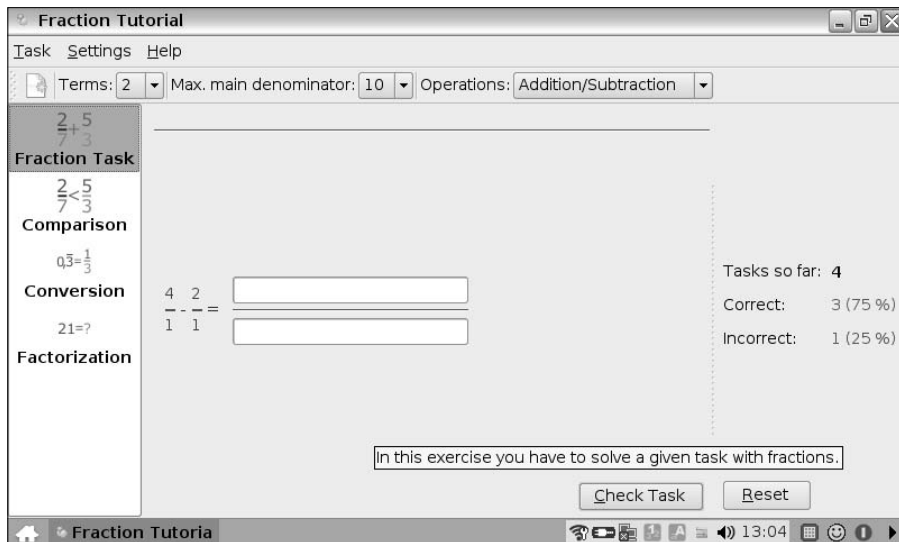 Fraction Tutorial
Task Settings Help
Terms: 2 Max. main denominator: 10 Operations: Addition/Subtraction
2/7+5/3
Fraction Task
2/7<5/3
Comparison
0,3̅=1/3
Conversion
21=?
Factorization
4/1-2/1=
Tasks so far: 4
Correct: 3 (75 %)
Incorrect: 1 (25 %)
In this exercise you have to solve a given task with fractions.
Check Task Reset
Fraction Tutoria 13:04